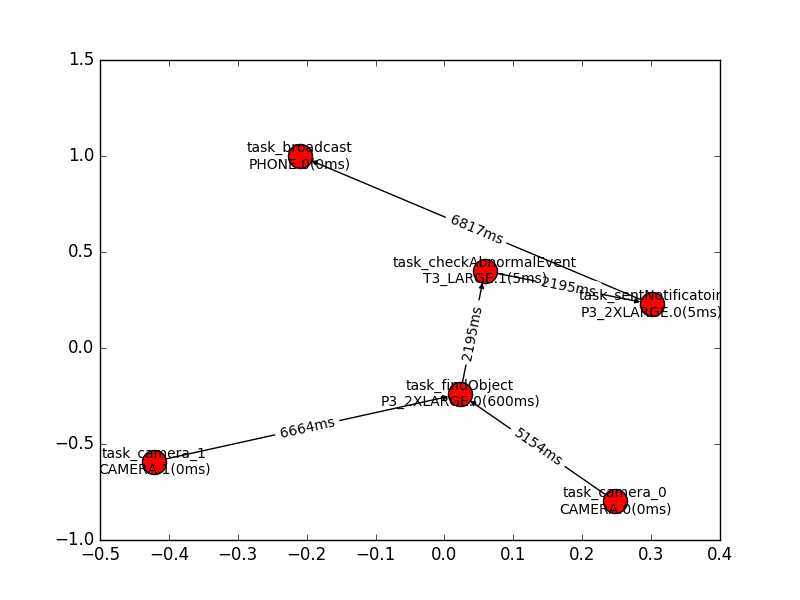 1.5
1.0
0.5
0.0
−0.5
−1.0
−0.5
−0.4
−0.3
−0.2
−0.1
0.0
0.1
0.2
0.3
0.4
task_broadcast
PHONE.0(0ms)
6817ms
task_checkAbnormalEvent
T3_LARGE.1(5ms)
2195ms
task_sentNotificatoin
P3_2XLARGE.0(5ms)
2195ms
task_findObject
P3_2XLARGE.0(600ms)
6664ms
5154ms
task_camera_1
CAMERA.1(0ms)
task_camera_0
CAMERA.0(0ms)